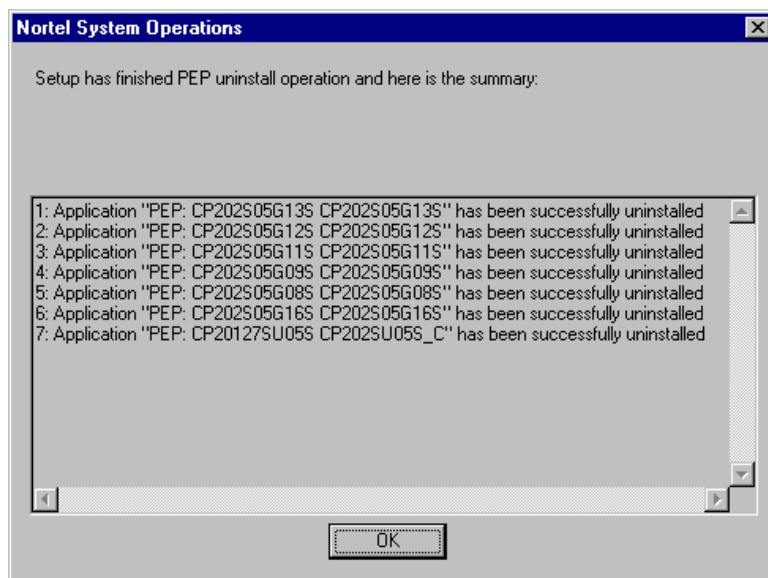 Nortel System Operations
Setup has finished PEP uninstall operation and here is the summary:
1: Application "PEP: CP202S05G13S CP202S05G13S" has been successfully uninstalled
2: Application "PEP: CP202S05G12S CP202S05G12S" has been successfully uninstalled
3: Application "PEP: CP202S05G11S CP202S05G11S" has been successfully uninstalled
4: Application "PEP: CP202S05G09S CP202S05G09S" has been successfully uninstalled
5: Application "PEP: CP202S05G08S CP202S05G08S" has been successfully uninstalled
6: Application "PEP: CP202S05G16S CP202S05G16S" has been successfully uninstalled
7: Application "PEP: CP20127SU05S CP202SU05S_C" has been successfully uninstalled
OK